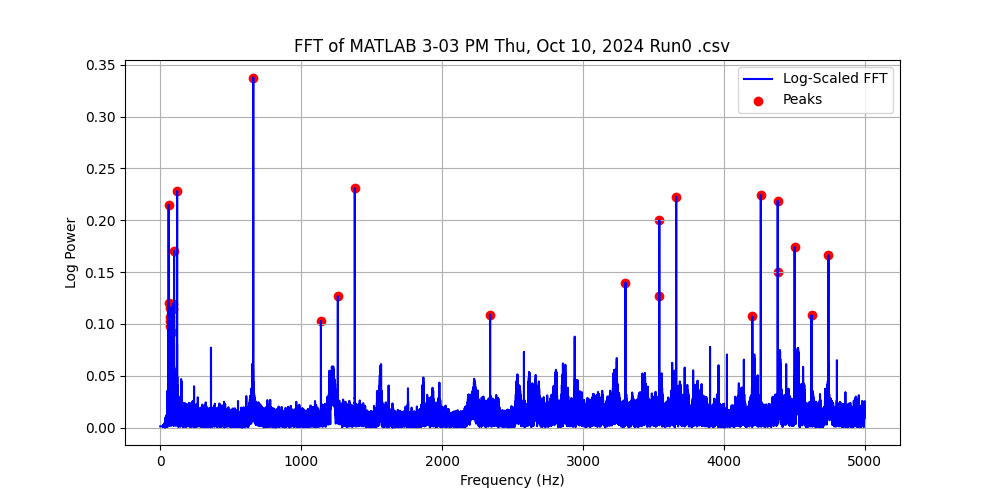 FFT of MATLAB 3-03 PM Thu, Oct 10, 2024 Run0 .csv
Log-Scaled FFT
Peaks
Log Power
0.35
0.30
0.25
0.20
0.15
0.10
0.05
0.00
0 1000 2000 3000 4000 5000
Frequency (Hz)